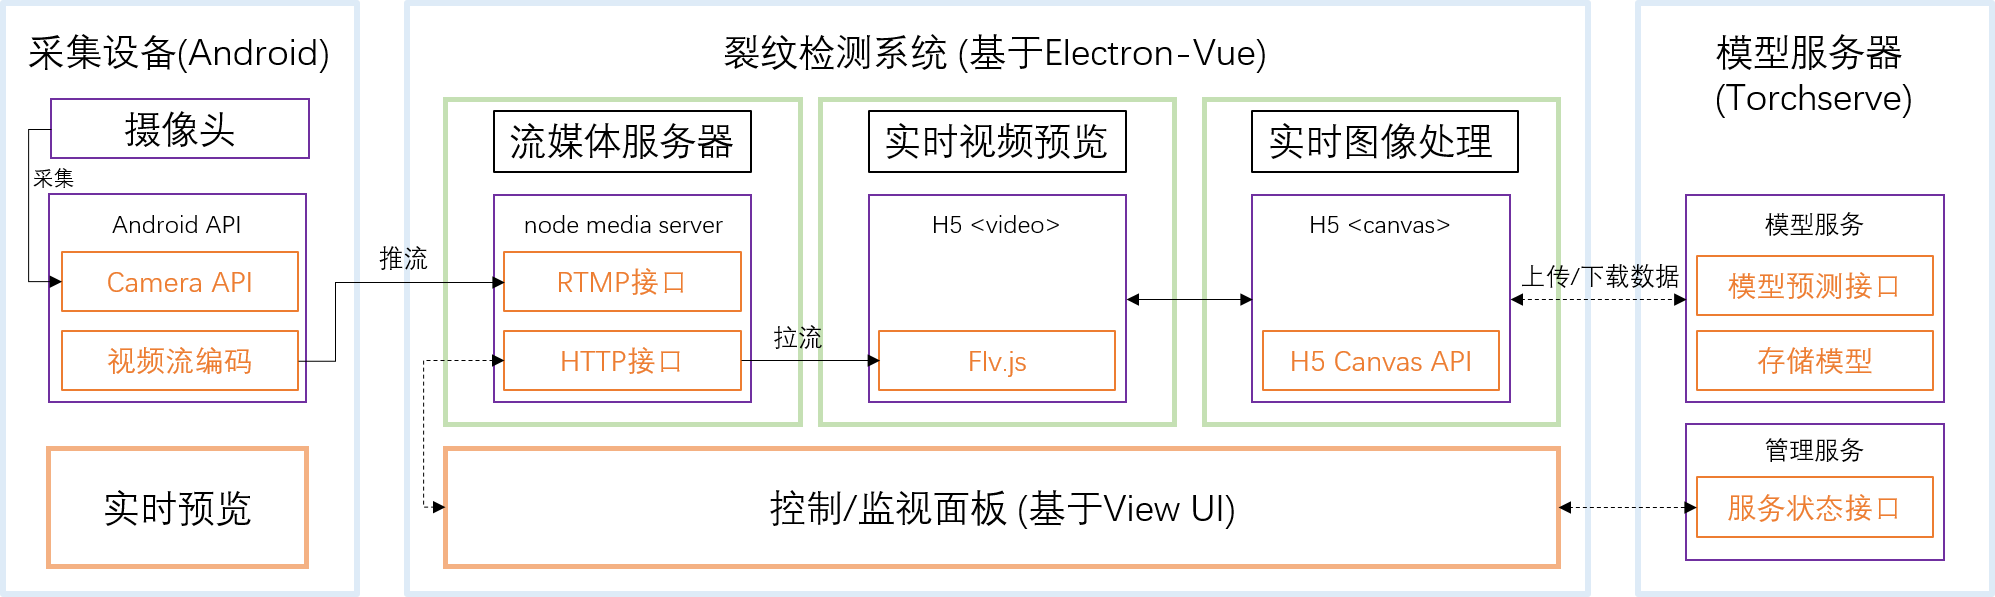 采集设备(Android)
摄像头
采集
Android API
Camera API
视频流编码
实时预览
推流
裂纹检测系统 (基于Electron-Vue)
流媒体服务器
node media server
RTMP接口
HTTP接口
拉流
实时视频预览
H5 <video>
Flv.js
实时图像处理
H5 <canvas>
H5 Canvas API
控制/监视面板 (基于View UI)
上传/下载数据
模型服务器
(Torchserve)
模型服务
模型预测接口
存储模型
管理服务
服务状态接口